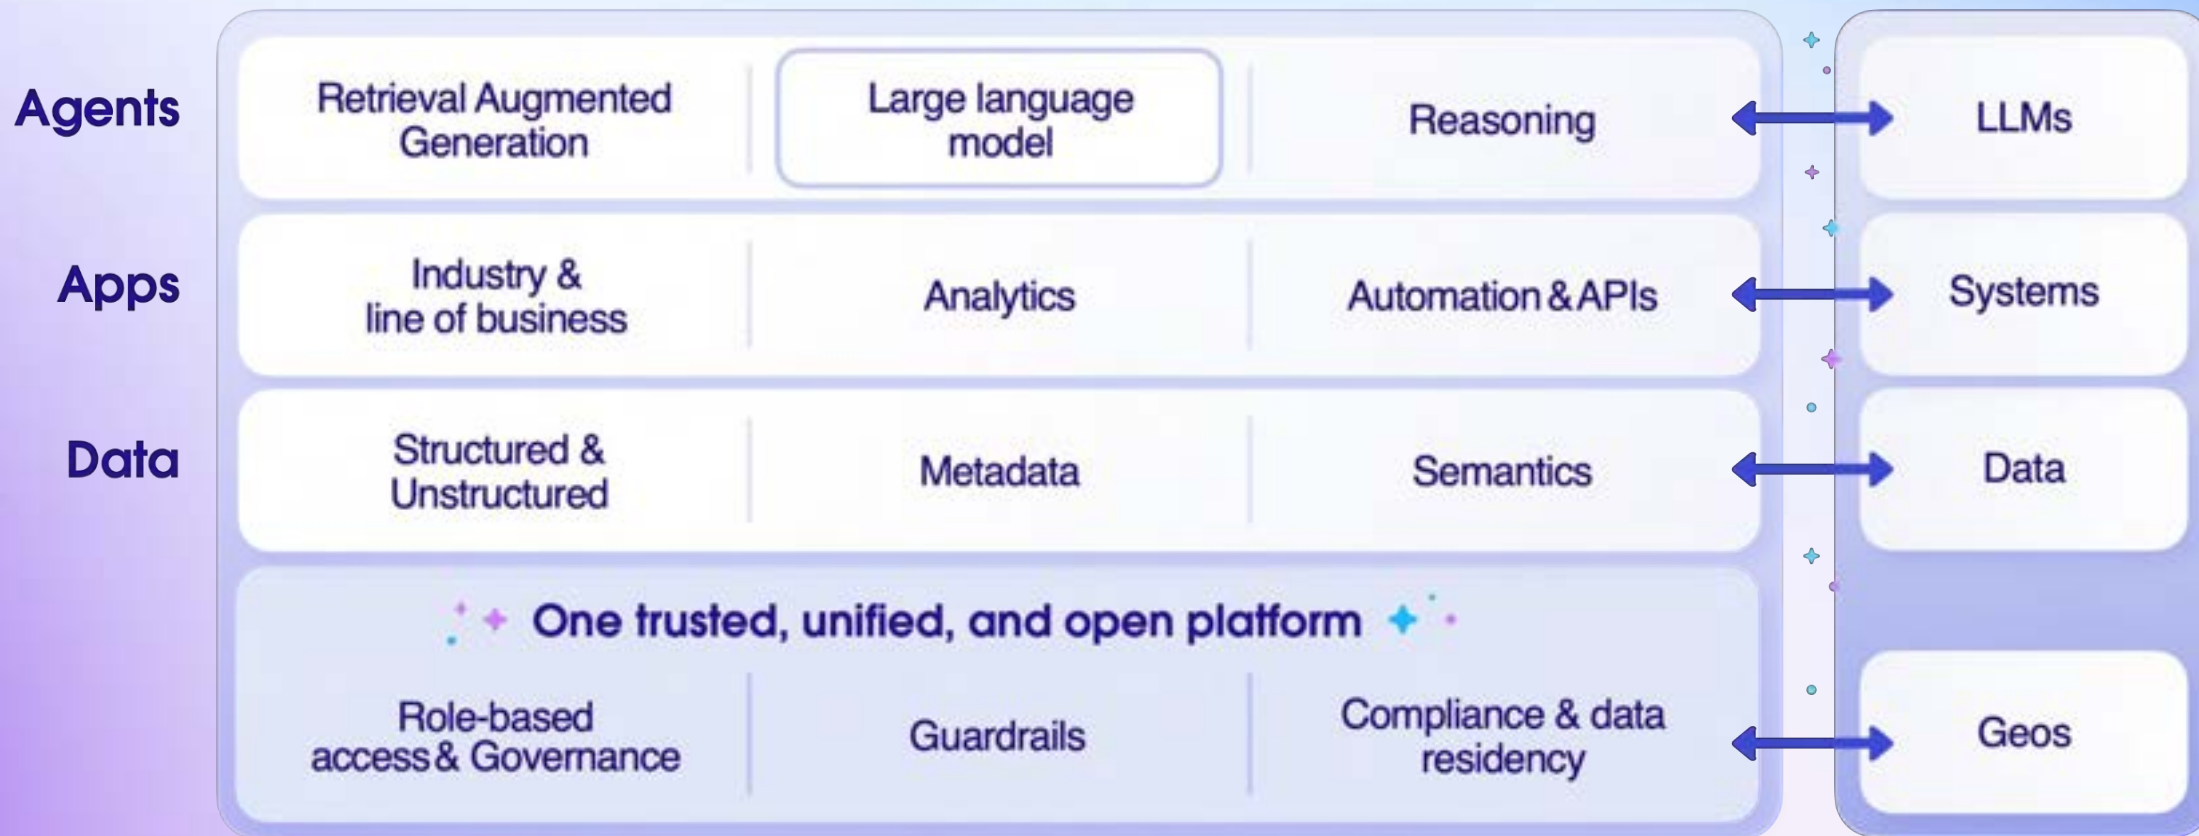 Agents
Retrieval Augmented
Generation
Large language
model
Reasoning
LLMs
Apps
Industry &
line of business
Analytics
Automation & APIs
Systems
Data
Structured &
Unstructured
Metadata
Semantics
Data
One trusted, unified, and open platform
Role-based
access & Governance
Guardrails
Compliance & data
residency
Geos